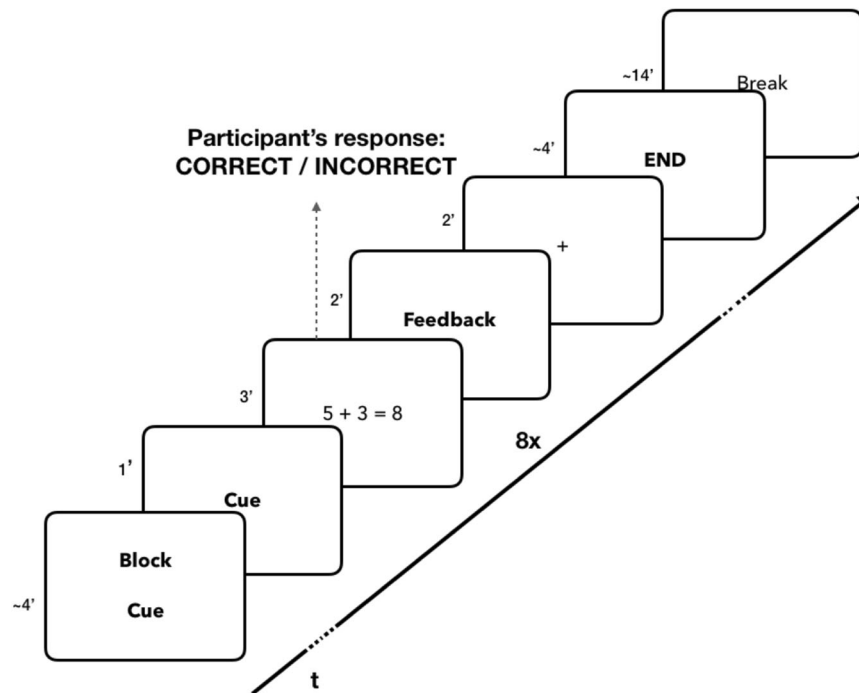 ~14’
Break
~4’
END
Participant’s response:
CORRECT / INCORRECT
2’
+
2’
Feedback
3’
5 + 3 = 8
1’
Cue
8x
~4’
Block
Cue
t